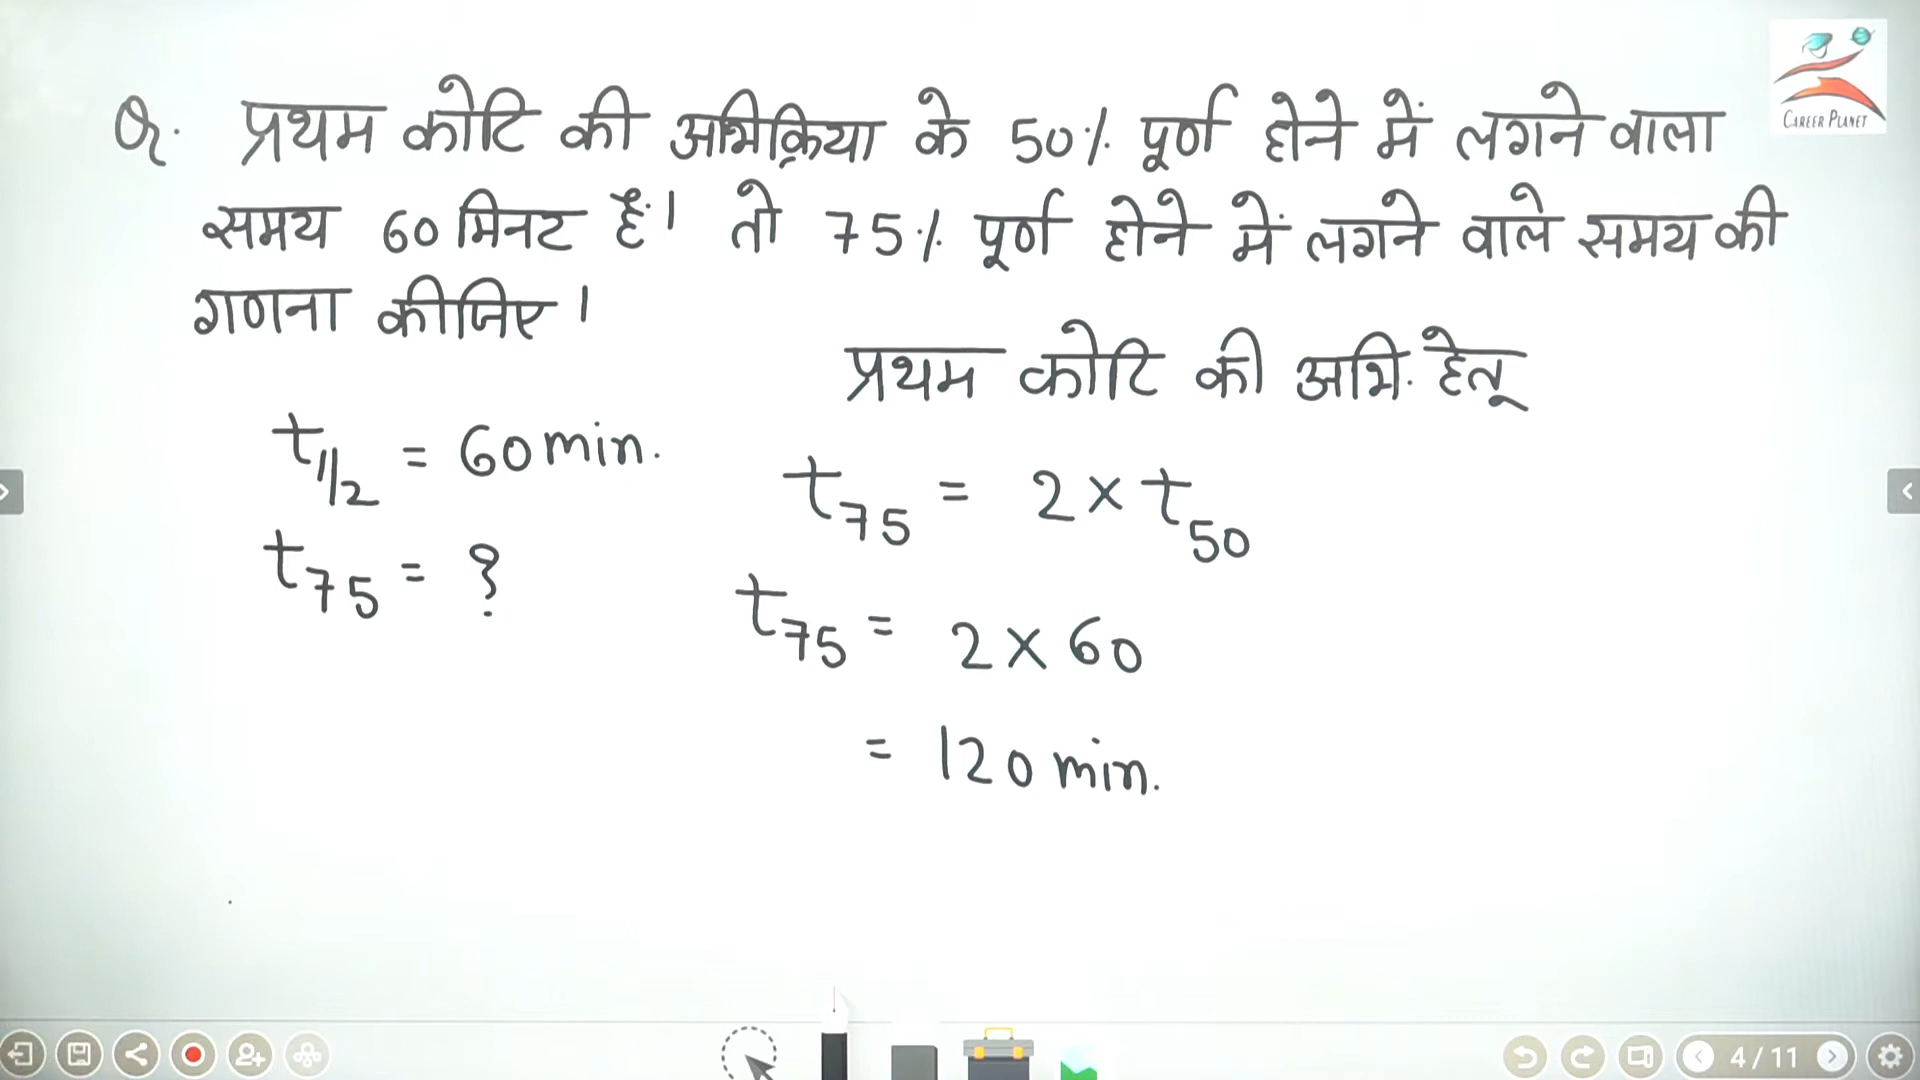 Q. प्रथम कोटि की अभिक्रिया के 50% पूर्ण होने में लगने वाला
समय 60 मिनट हैं। तो 75% पूर्ण होने में लगने वाले समय की
गणना कीजिए।
प्रथम कोटि की अभि. हेतू
t1/2 = 60 min.
t75 = ?
t75 = 2 × t50
t75 = 2 × 60
= 120 min.
CAREER PLANET
4/11